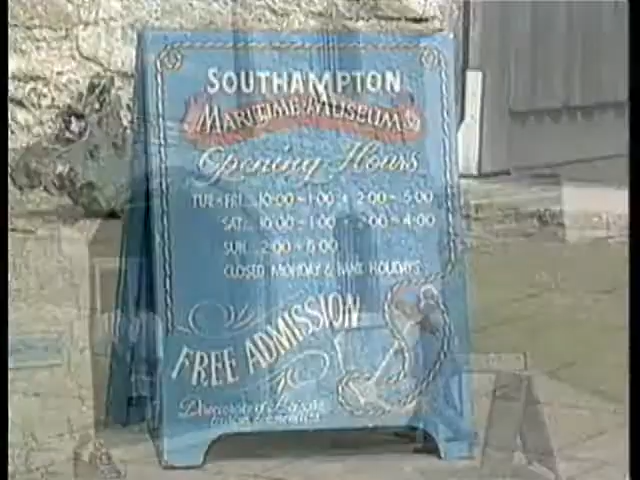 SOUTHAMPTON
MARITIME MUSEUM
Opening Hours
TUE-FRI... 10:00-1:00 & 2:00-5:00
SAT... 10:00-1:00 2:00-4:00
SUN... 2:00-5:00
CLOSED MONDAY & BANK HOLIDAYS
FREE ADMISSION